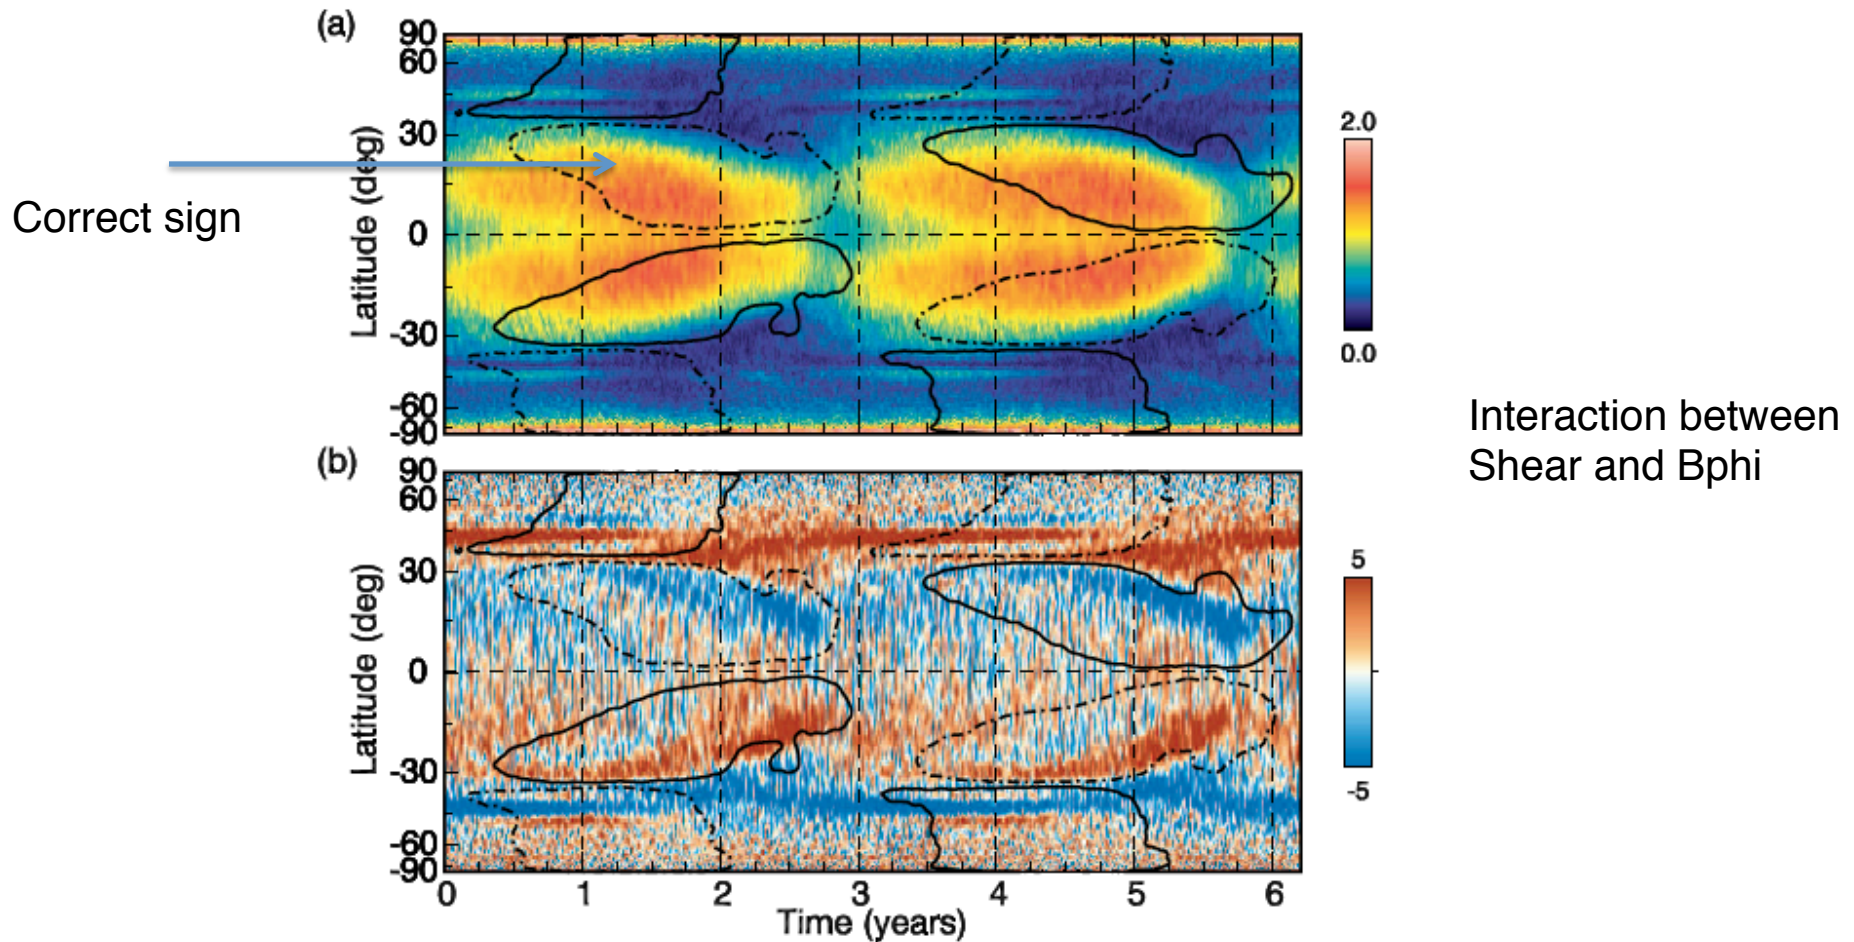 (a)
90
60
30
0
-30
-60
-90
Latitude (deg)
2.0
0.0
Correct sign
Interaction between
Shear and Bphi
(b)
90
60
30
0
-30
-60
-90
Latitude (deg)
5
-5
0 1 2 3 4 5 6
Time (years)